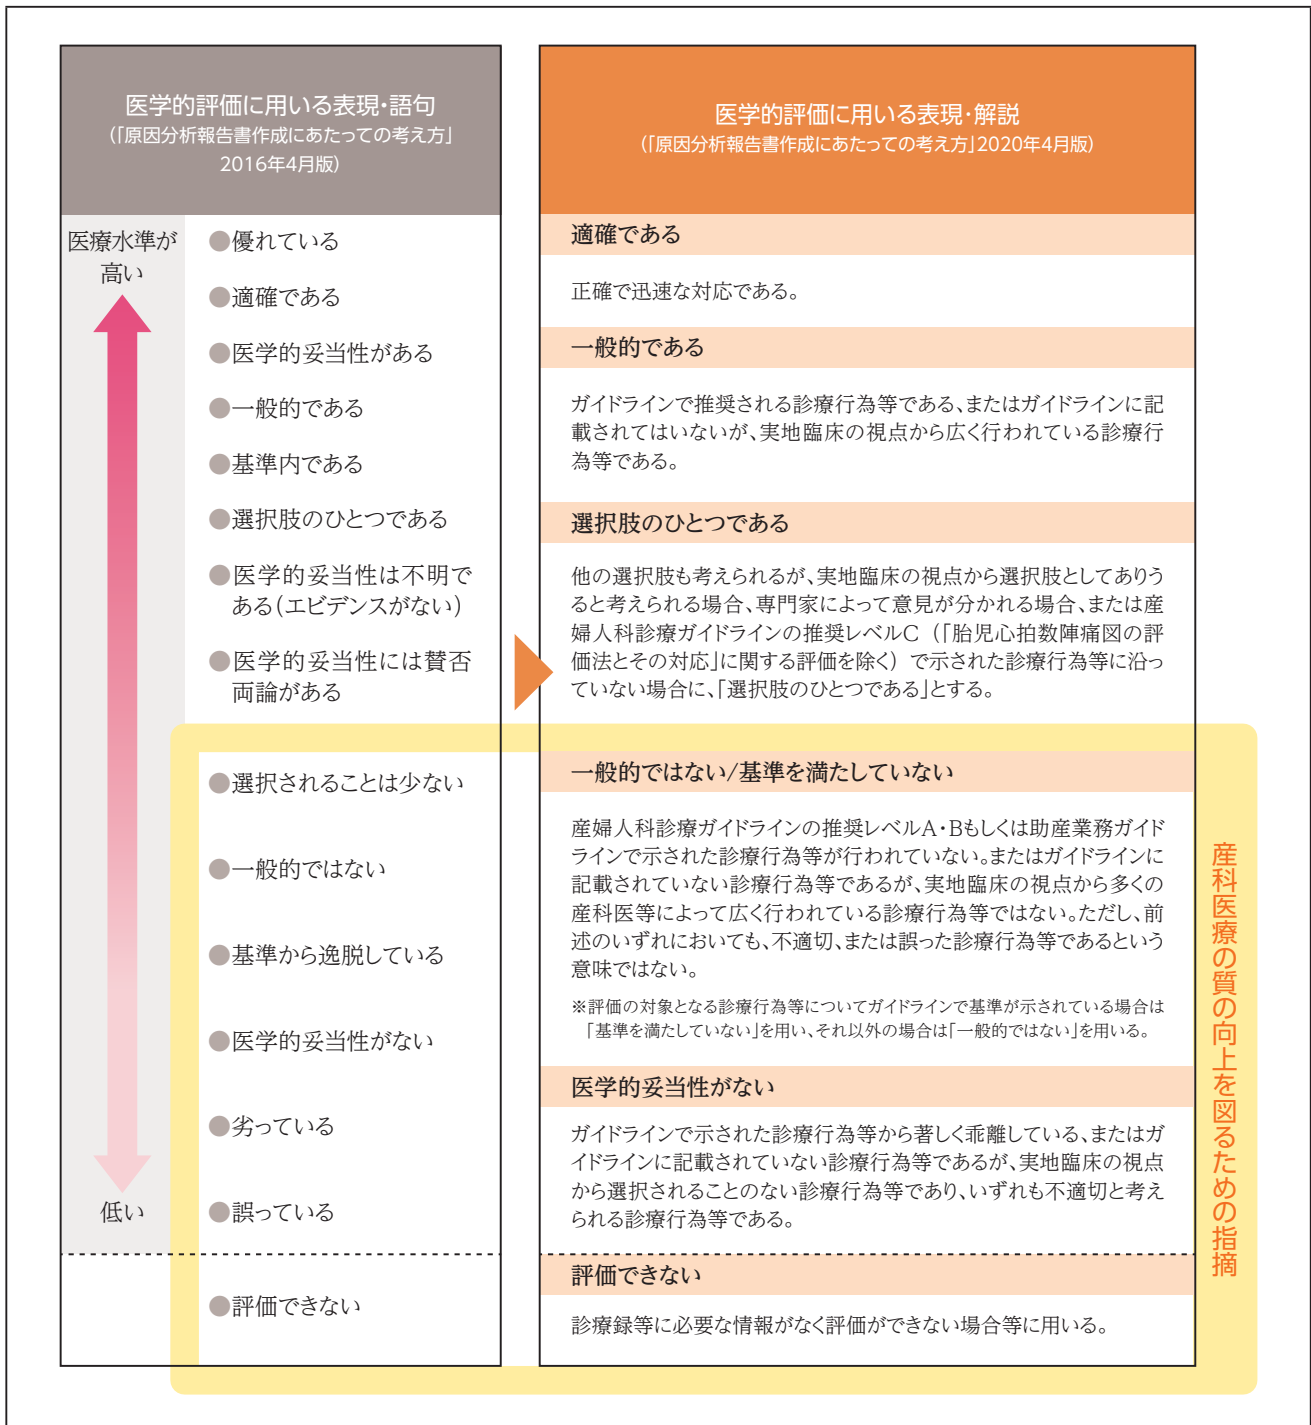 医学的評価に用いる表現・語句
(「原因分析報告書作成にあたっての考え方」
2016年4月版)
医療水準が
高い
●優れている
●適確である
●医学的妥当性がある
●一般的である
●基準内である
●選択肢のひとつである
●医学的妥当性は不明で
ある(エビデンスがない)
●医学的妥当性には賛否
両論がある
●選択されることは少ない
●一般的ではない
●基準から逸脱している
●医学的妥当性がない
●劣っている
低い
●誤っている
●評価できない
医学的評価に用いる表現・解説
(「原因分析報告書作成にあたっての考え方」2020年4月版)
適確である
正確で迅速な対応である。
一般的である
ガイドラインで推奨される診療行為等である、またはガイドラインに記
載されてはいないが、実地臨床の視点から広く行われている診療行
為等である。
選択肢のひとつである
他の選択肢も考えられるが、実地臨床の視点から選択肢としてありう
ると考えられる場合、専門家によって意見が分かれる場合、または産
婦人科診療ガイドラインの推奨レベルC(「胎児心拍数陣痛図の評
価法とその対応」に関する評価を除く)で示された診療行為等に沿っ
ていない場合に、「選択肢のひとつである」とする。
一般的ではない/基準を満たしていない
産婦人科診療ガイドラインの推奨レベルA・Bもしくは助産業務ガイド
ラインで示された診療行為等が行われていない。またはガイドラインに
記載されていない診療行為等であるが、実地臨床の視点から多くの
産科医等によって広く行われている診療行為等ではない。ただし、前
述のいずれにおいても、不適切、または誤った診療行為等であるという
意味ではない。
※評価の対象となる診療行為等についてガイドラインで基準が示されている場合は
「基準を満たしていない」を用い、それ以外の場合は「一般的ではない」を用いる。
医学的妥当性がない
ガイドラインで示された診療行為等から著しく乖離している、またはガ
イドラインに記載されていない診療行為等であるが、実地臨床の視点
から選択されることのない診療行為等であり、いずれも不適切と考え
られる診療行為等である。
評価できない
診療録等に必要な情報がなく評価ができない場合等に用いる。
産科医療の質の向上を図るための指摘